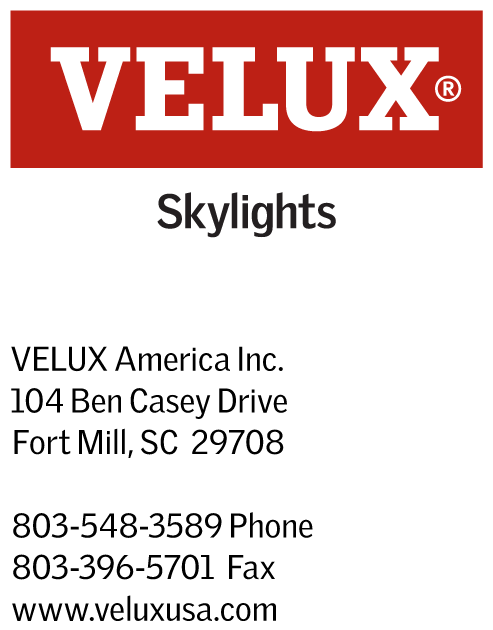 VELUX®
Skylights
VELUX America Inc.
104 Ben Casey Drive
Fort Mill, SC  29708
803-548-3589 Phone
803-396-5701  Fax
www.veluxusa.com